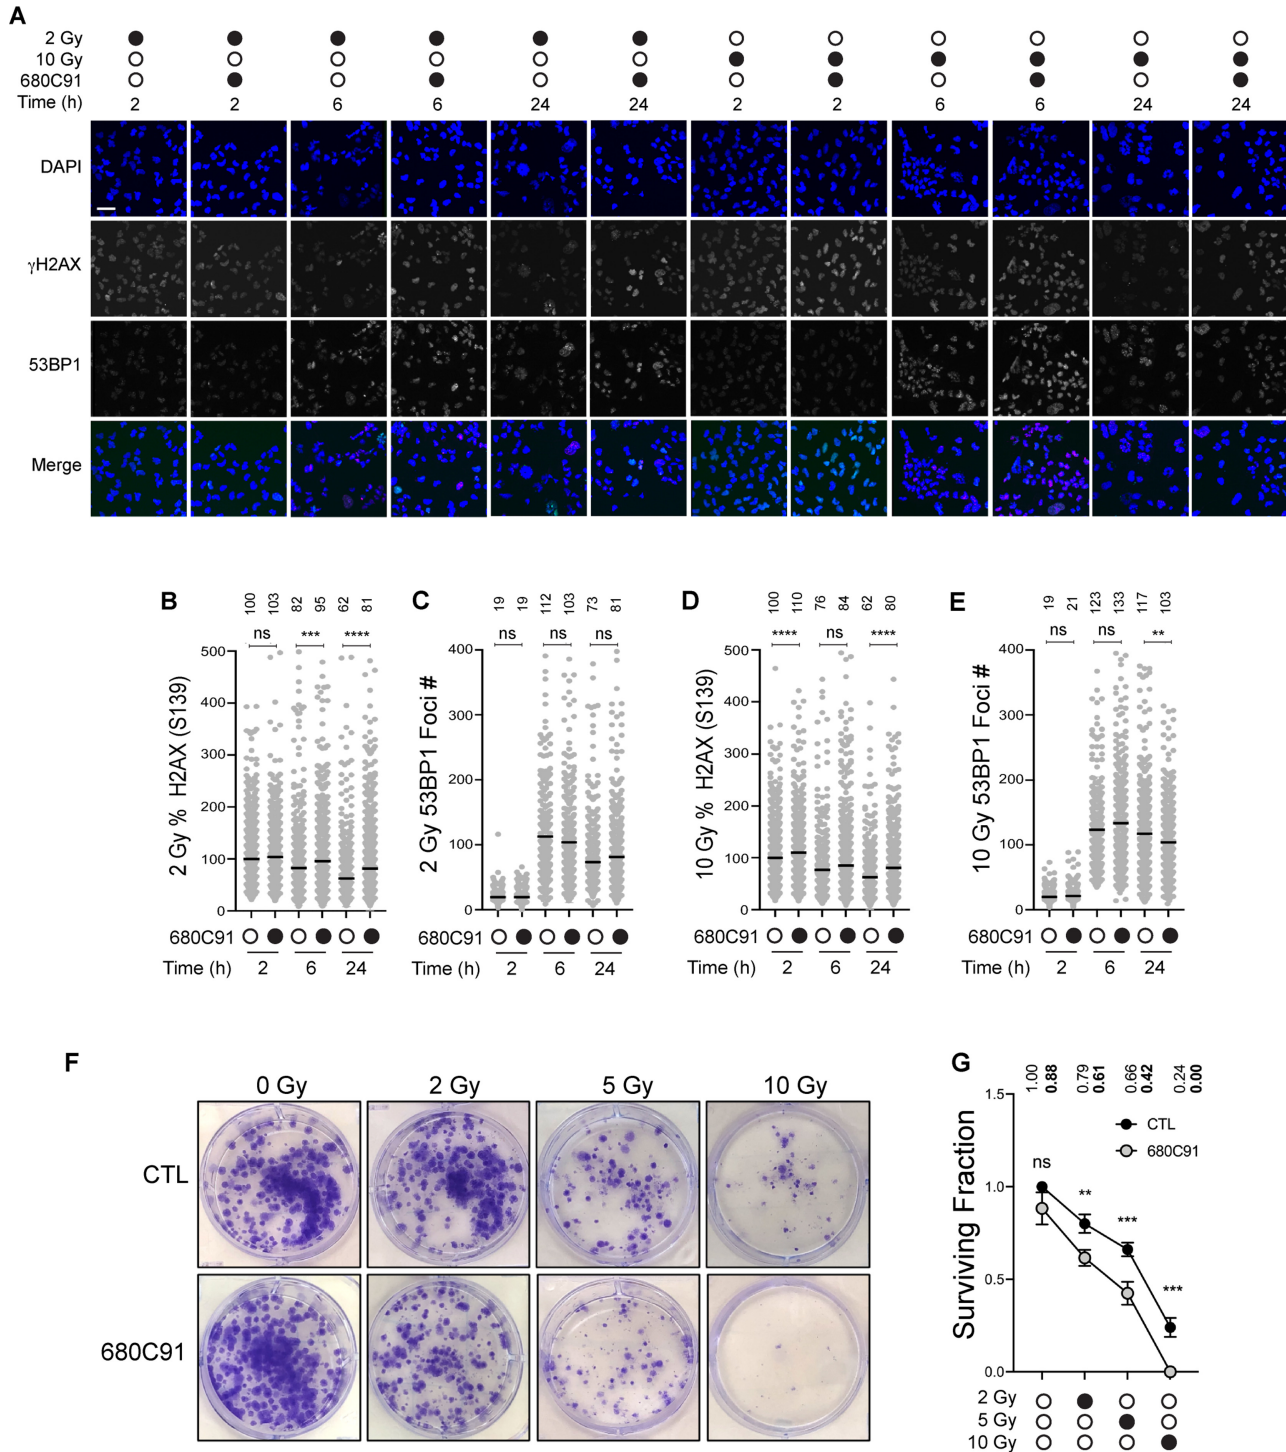 A
2 Gy
10 Gy
680C91
Time (h) 2 2 6 6 24 24 2 2 6 6 24 24
DAPI
γH2AX
53BP1
Merge
B
100 103 82 95 62 81
ns *** ****
2 Gy % H2AX (S139)
500
400
300
200
100
0
680C91
Time (h) 2 6 24
C
19 19 112 103 73 81
ns ns ns
2 Gy 53BP1 Foci #
400
300
200
100
0
680C91
Time (h) 2 6 24
D
100 110 76 84 62 80
**** ns ****
10 Gy % H2AX (S139)
500
400
300
200
100
0
680C91
Time (h) 2 6 24
E
19 21 123 133 117 103
ns ns **
10 Gy 53BP1 Foci #
400
300
200
100
0
680C91
Time (h) 2 6 24
F
0 Gy 2 Gy 5 Gy 10 Gy
CTL
680C91
G
1.00 0.79 0.66 0.24
0.88 0.61 0.42 0.00
Surviving Fraction
1.5
1.0
0.5
0.0
CTL
680C91
ns ** *** ***
2 Gy
5 Gy
10 Gy